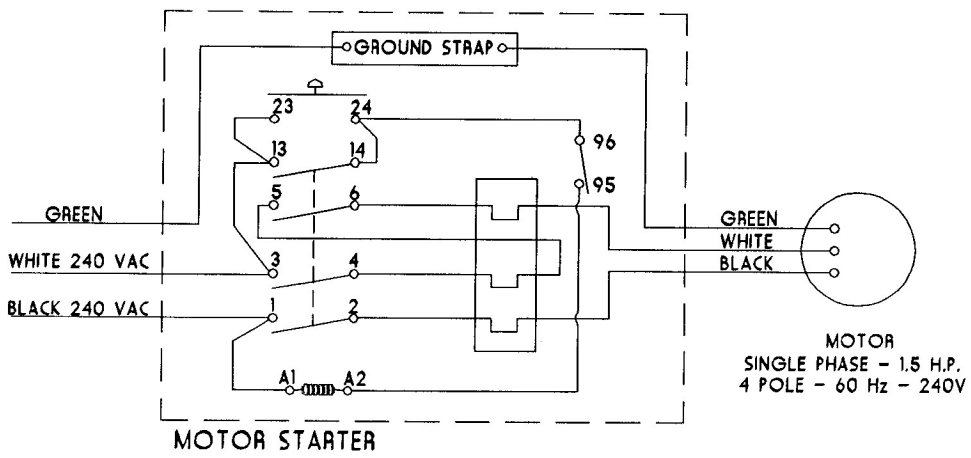 GROUND STRAP
23 24
13 14
96
95
5 6
GREEN
GREEN
WHITE
BLACK
WHITE 240 VAC
3 4
BLACK 240 VAC
1 2
A1 A2
MOTOR
SINGLE PHASE - 1.5 H.P.
4 POLE - 60 Hz - 240V
MOTOR STARTER